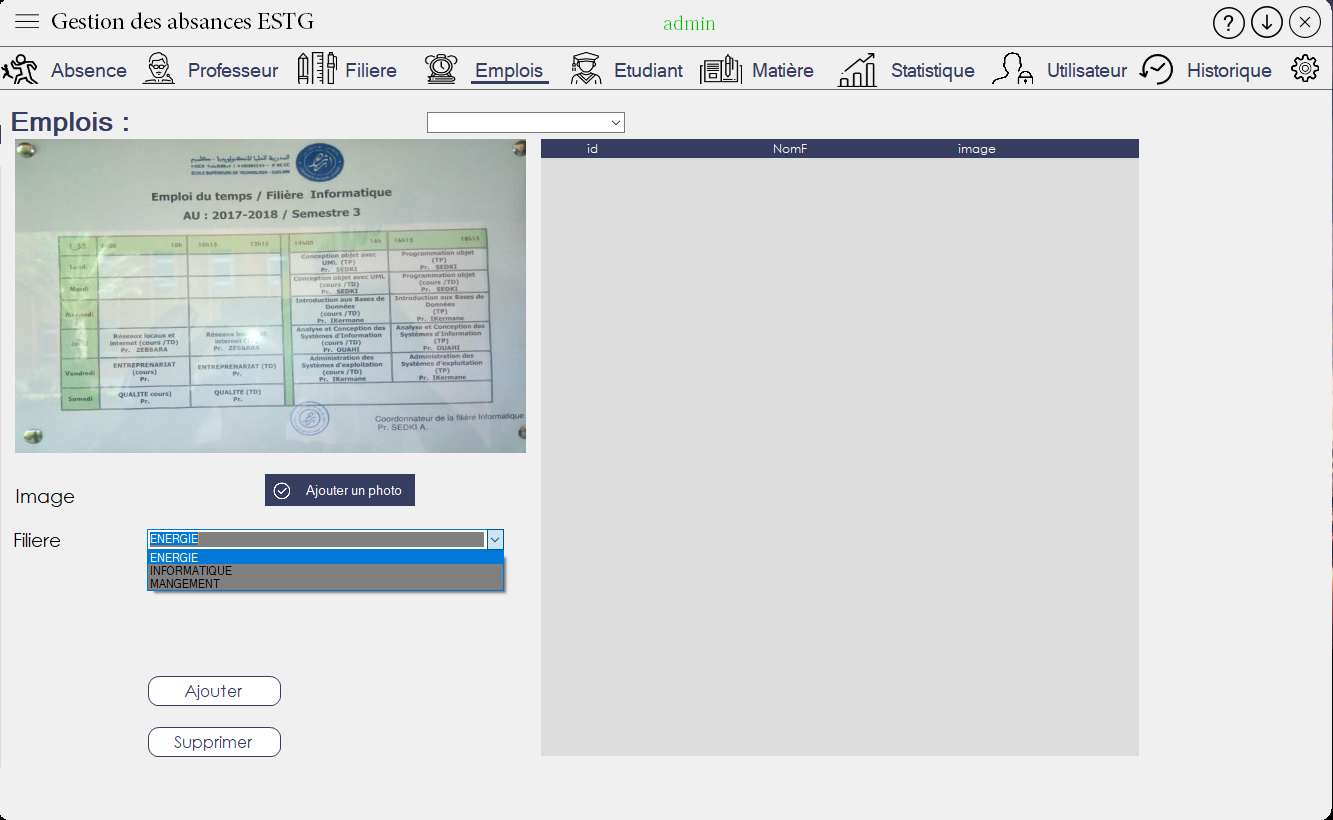 Gestion des absances ESTG
admin
?
Absence Professeur Filiere Emplois Etudiant Matière Statistique Utilisateur Historique
Emplois :
المدرسة العليا للتكنولوجيا - كلميم
ÉCOLE SUPÉRIEURE DE TECHNOLOGIE - GUELMIM
Emploi du temps / Filière Informatique
AU : 2017-2018 / Semestre 3
10h 10h15 12h15 14h00 16h 16h15 18h15
Lundi
Conception objet avec
UML (TP)
Pr. SEDKI
Programmation objet
(TP)
Pr. SEDKI
Mardi
Conception objet avec UML
(cours /TD)
Pr. SEDKI
Programmation objet
(cours /TD)
Pr. SEDKI
Mercredi
Introduction aux Bases de
Données
(cours /TD)
Pr. IKermane
Introduction aux Bases de
Données
(TP)
Pr. IKermane
Réseaux locaux et
internet (cours /TD)
Pr. ZEBBARA
Réseaux locaux et
internet
Pr. ZEBBARA
Analyse et Conception des
Systèmes d'Information
(cours /TD)
Pr. OUAHI
Analyse et Conception des
Systèmes d'Information
(TP)
Pr. OUAHI
Vendredi
ENTREPRENARIAT
(cours)
Pr.
ENTREPRENARIAT (TD)
Pr.
Administration des
Systèmes d'exploitation
(cours /TD)
Pr. IKermane
Administration des
Systèmes d'exploitation
(TP)
Pr. IKermane
Samedi
QUALITE cours)
Pr.
QUALITE (TD)
Pr.
Coordonnateur de la filière Informatique
Pr. SEDKI A.
id NomF image
Image
Ajouter un photo
Filiere
ENERGIE
ENERGIE
INFORMATIQUE
MANGEMENT
Ajouter
Supprimer